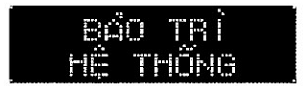 BẢO TRÌ
HỆ THỐNG